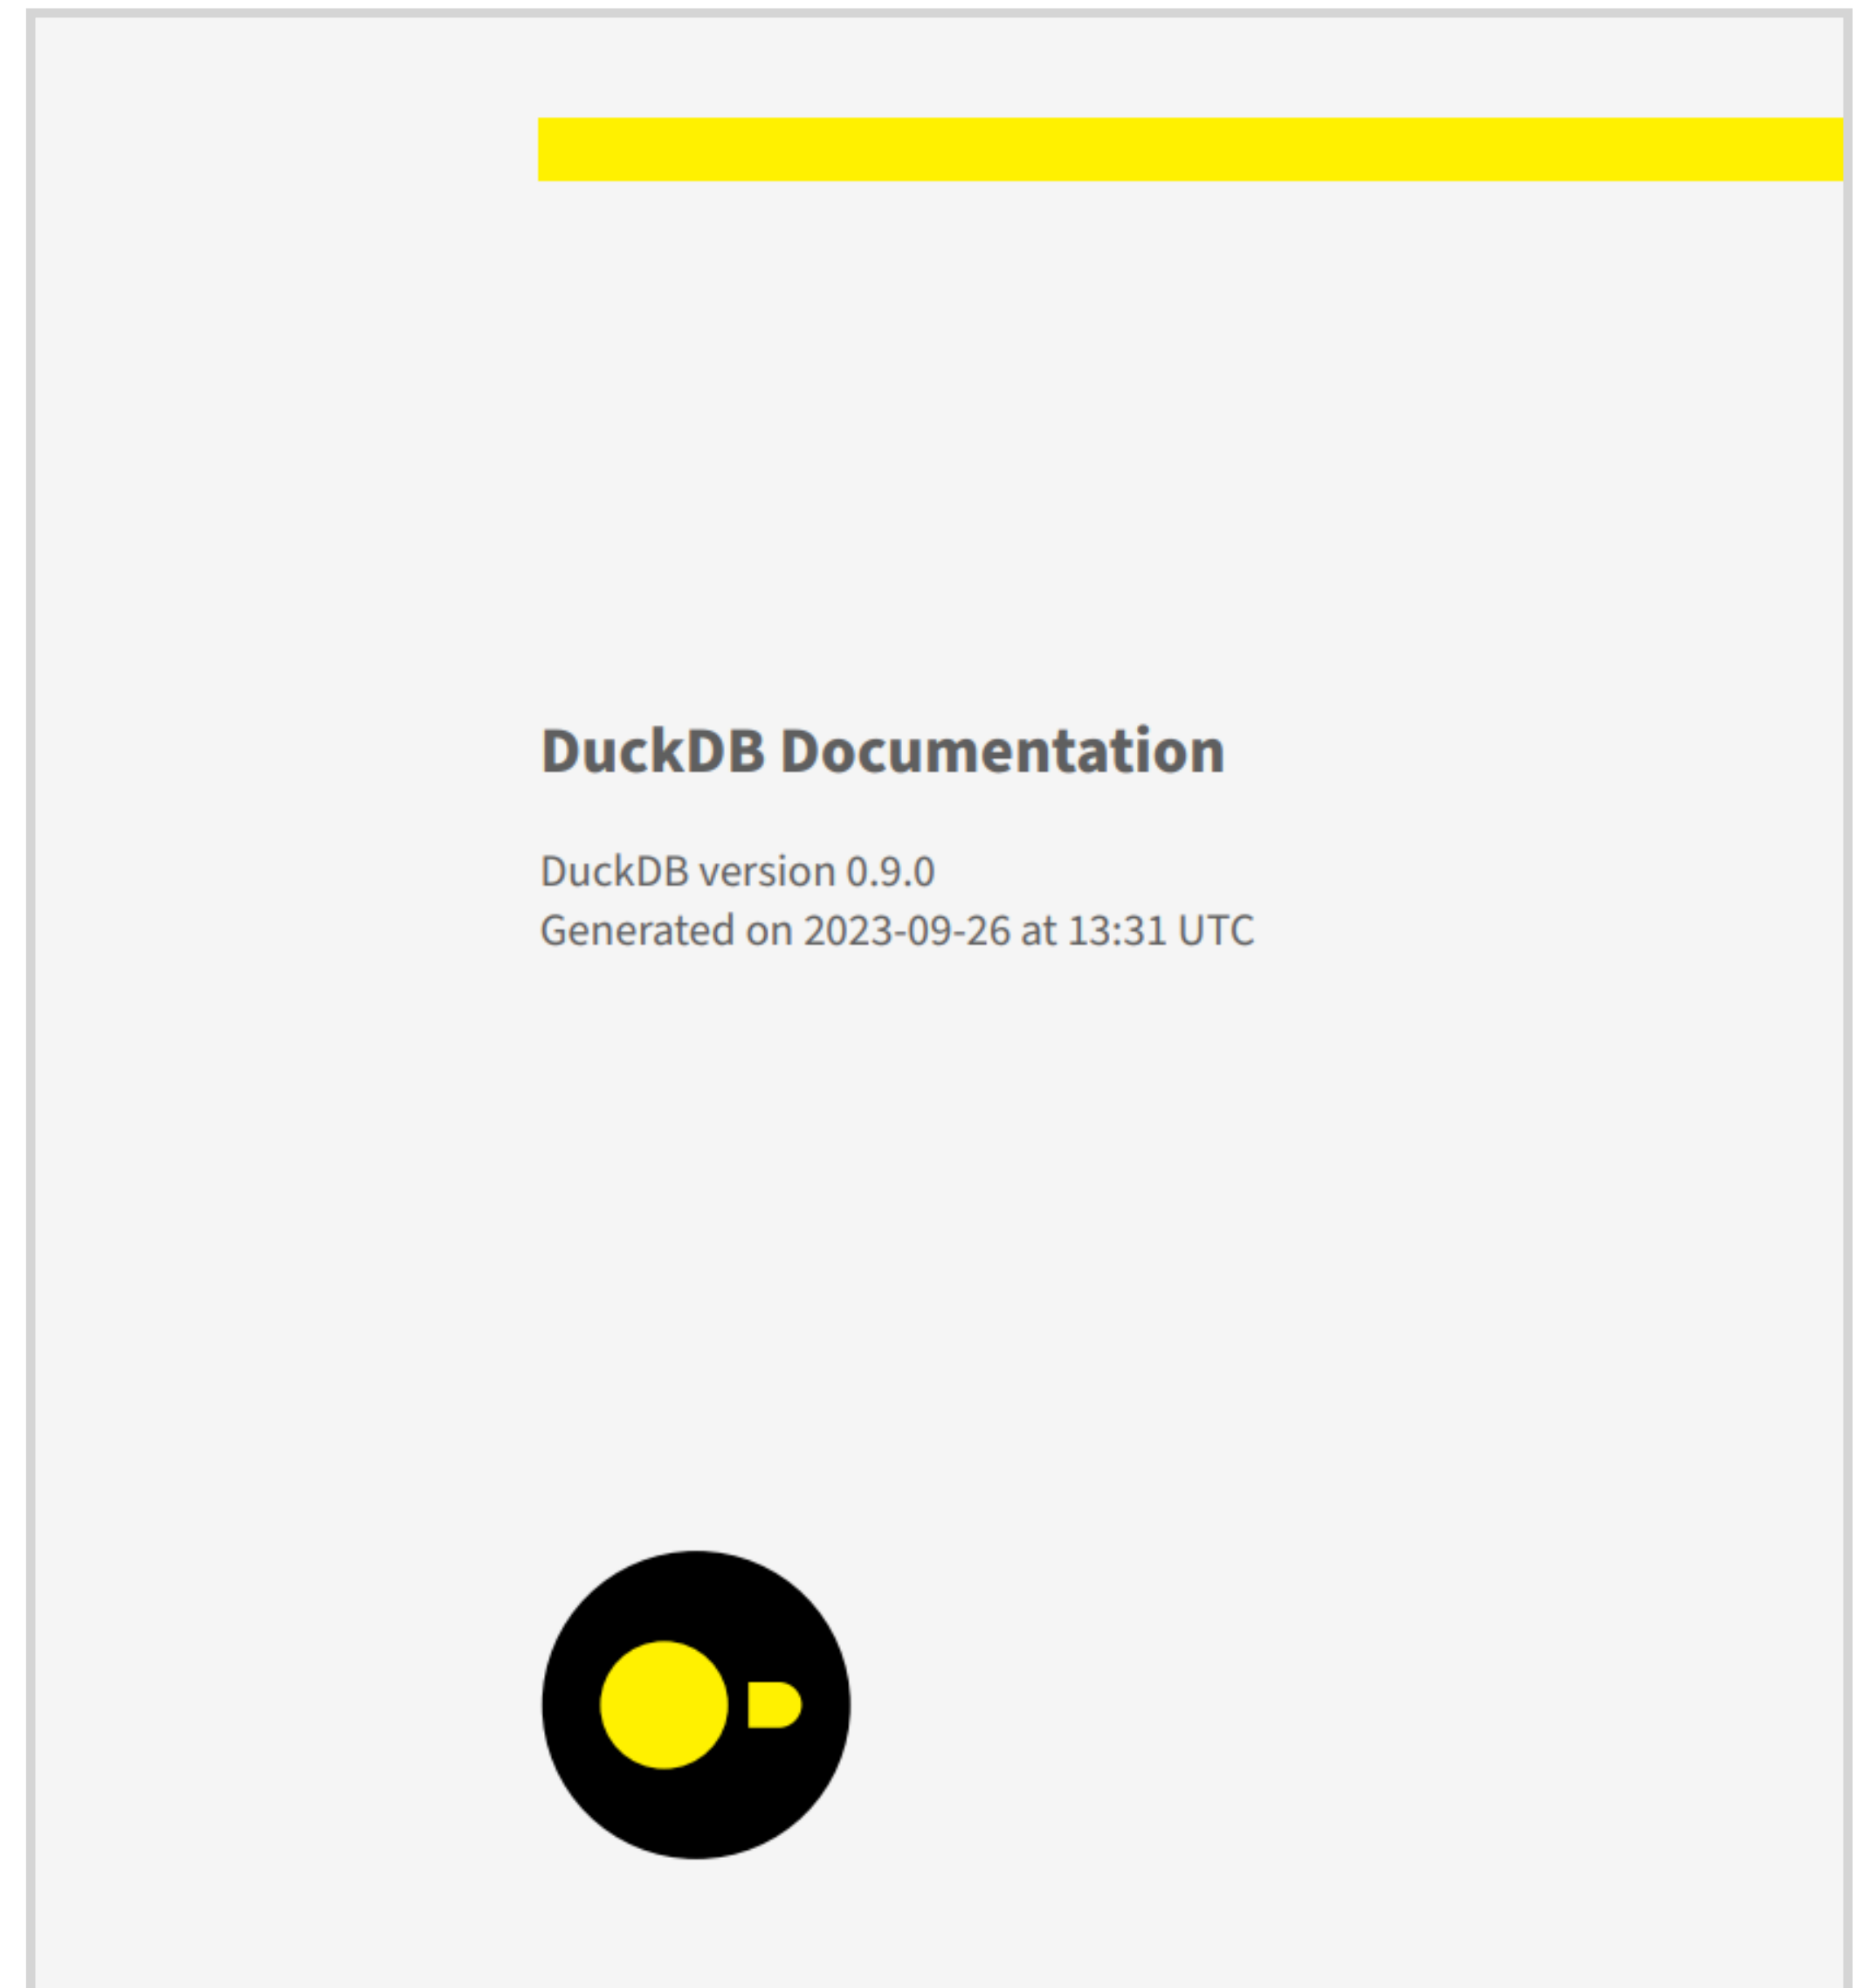 DuckDB Documentation
DuckDB version 0.9.0
Generated on 2023-09-26 at 13:31 UTC